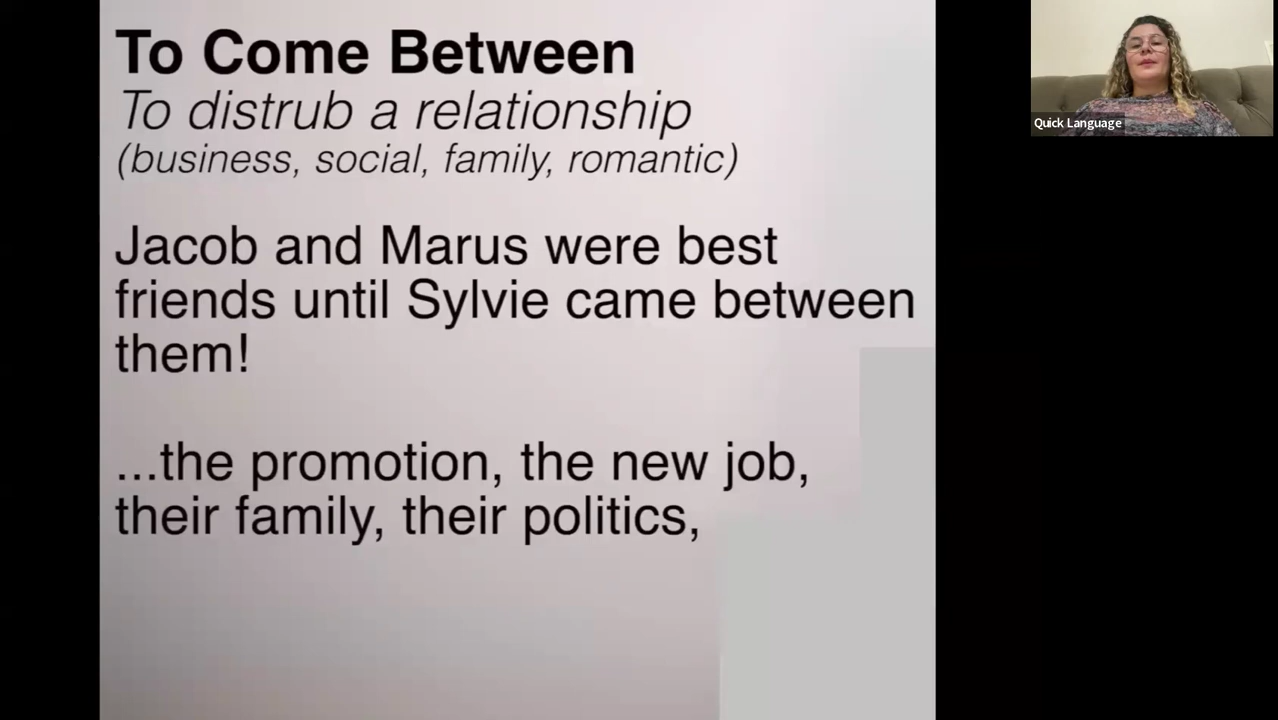 To Come Between
To distrub a relationship
(business, social, family, romantic)
Jacob and Marus were best
friends until Sylvie came between
them!
...the promotion, the new job,
their family, their politics,
Quick Language